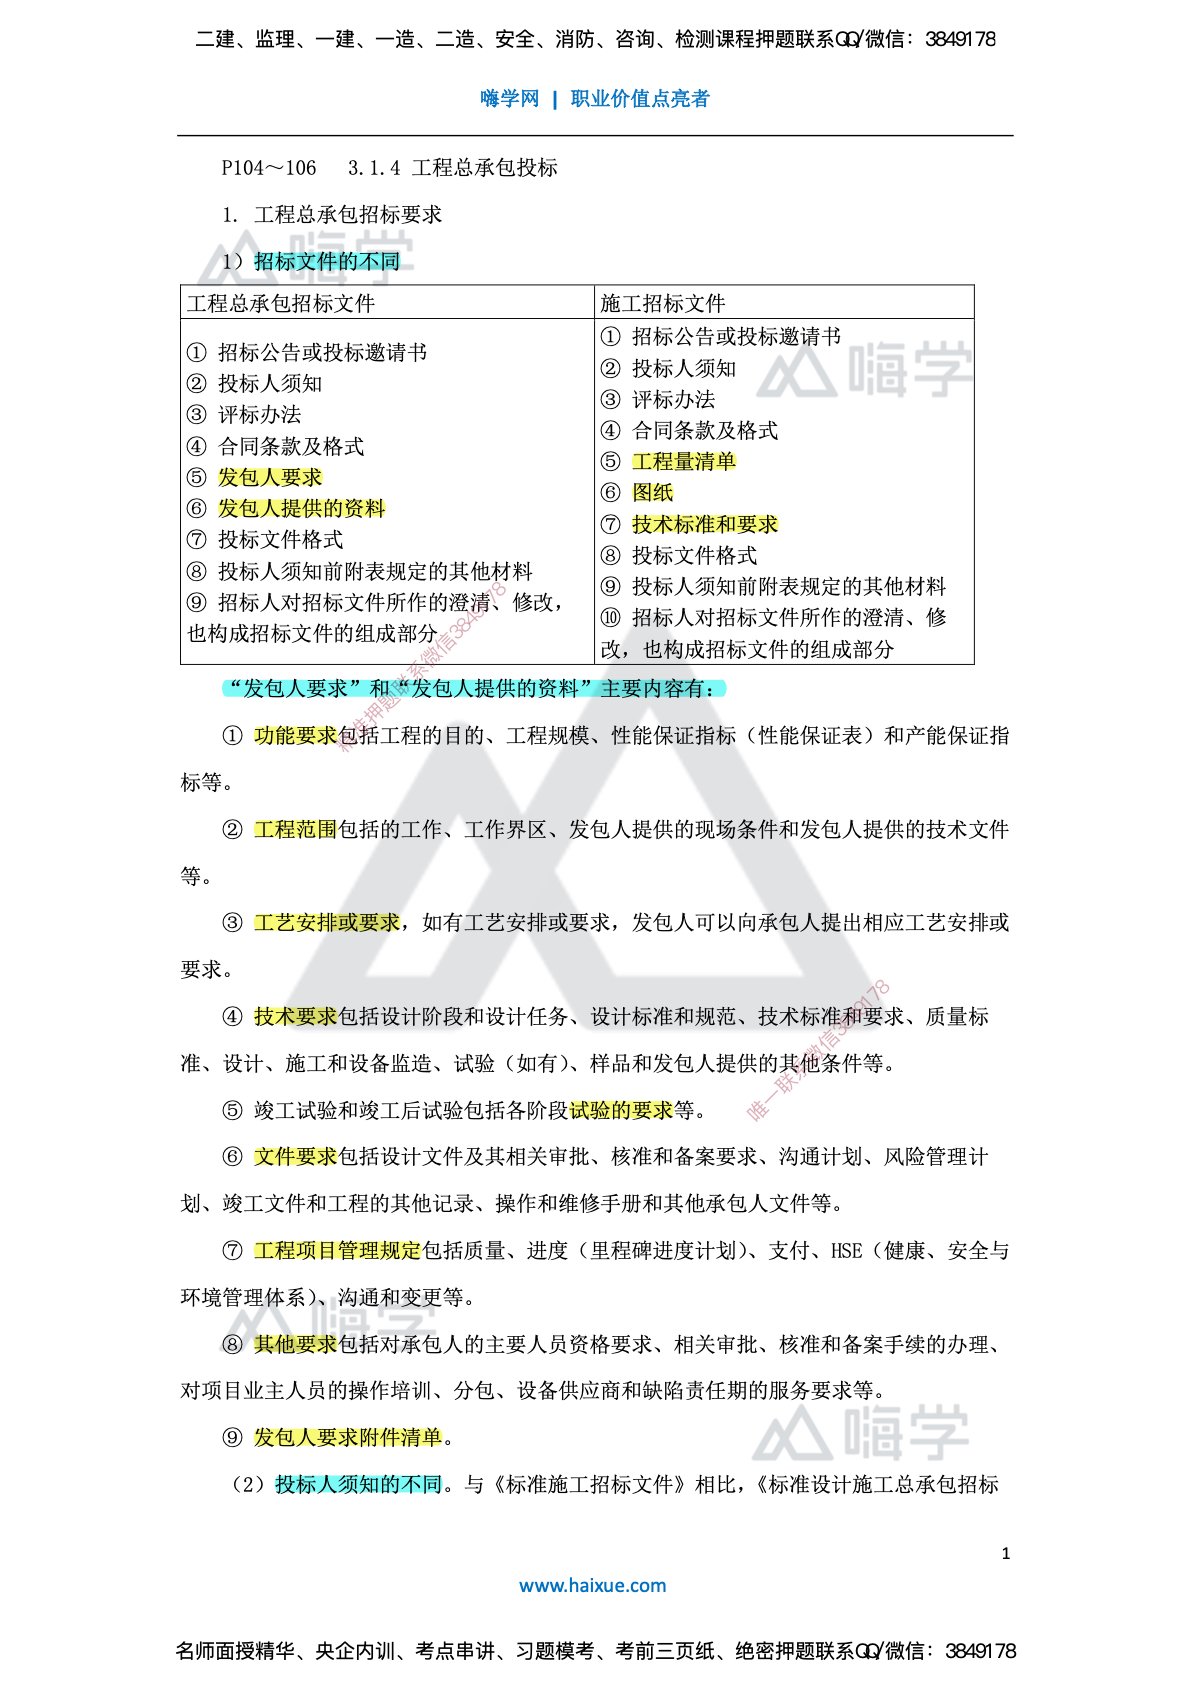 二建、监理、一建、一造、二造、安全、消防、咨询、检测课程押题联系QQ/微信：3849178
嗨学网 | 职业价值点亮者
P104～106 3.1.4 工程总承包投标
1. 工程总承包招标要求
嗨学
1）招标文件的不同
工程总承包招标文件
① 招标公告或投标邀请书
② 投标人须知
③ 评标办法
④ 合同条款及格式
⑤ 发包人要求
⑥ 发包人提供的资料
⑦ 投标文件格式
⑧ 投标人须知前附表规定的其他材料
⑨ 招标人对招标文件所作的澄清、修改，
也构成招标文件的组成部分
施工招标文件
① 招标公告或投标邀请书
② 投标人须知
③ 评标办法
④ 合同条款及格式
⑤ 工程量清单
⑥ 图纸
⑦ 技术标准和要求
⑧ 投标文件格式
⑨ 投标人须知前附表规定的其他材料
⑩ 招标人对招标文件所作的澄清、修
改，也构成招标文件的组成部分
嗨学
精准押题联系微信3849178
“发包人要求”和“发包人提供的资料”主要内容有：
① 功能要求包括工程的目的、工程规模、性能保证指标（性能保证表）和产能保证指
标等。
② 工程范围包括的工作、工作界区、发包人提供的现场条件和发包人提供的技术文件
等。
③ 工艺安排或要求，如有工艺安排或要求，发包人可以向承包人提出相应工艺安排或
要求。
④ 技术要求包括设计阶段和设计任务、设计标准和规范、技术标准和要求、质量标
准、设计、施工和设备监造、试验（如有）、样品和发包人提供的其他条件等。
唯一联系微信3849178
⑤ 竣工试验和竣工后试验包括各阶段试验的要求等。
⑥ 文件要求包括设计文件及其相关审批、核准和备案要求、沟通计划、风险管理计
划、竣工文件和工程的其他记录、操作和维修手册和其他承包人文件等。
⑦ 工程项目管理规定包括质量、进度（里程碑进度计划）、支付、HSE（健康、安全与
环境管理体系）、沟通和变更等。
嗨学
⑧ 其他要求包括对承包人的主要人员资格要求、相关审批、核准和备案手续的办理、
对项目业主人员的操作培训、分包、设备供应商和缺陷责任期的服务要求等。
⑨ 发包人要求附件清单。
嗨学
（2）投标人须知的不同。与《标准施工招标文件》相比，《标准设计施工总承包招标
1
www.haixue.com
名师面授精华、央企内训、考点串讲、习题模考、考前三页纸、绝密押题联系QQ/微信：3849178